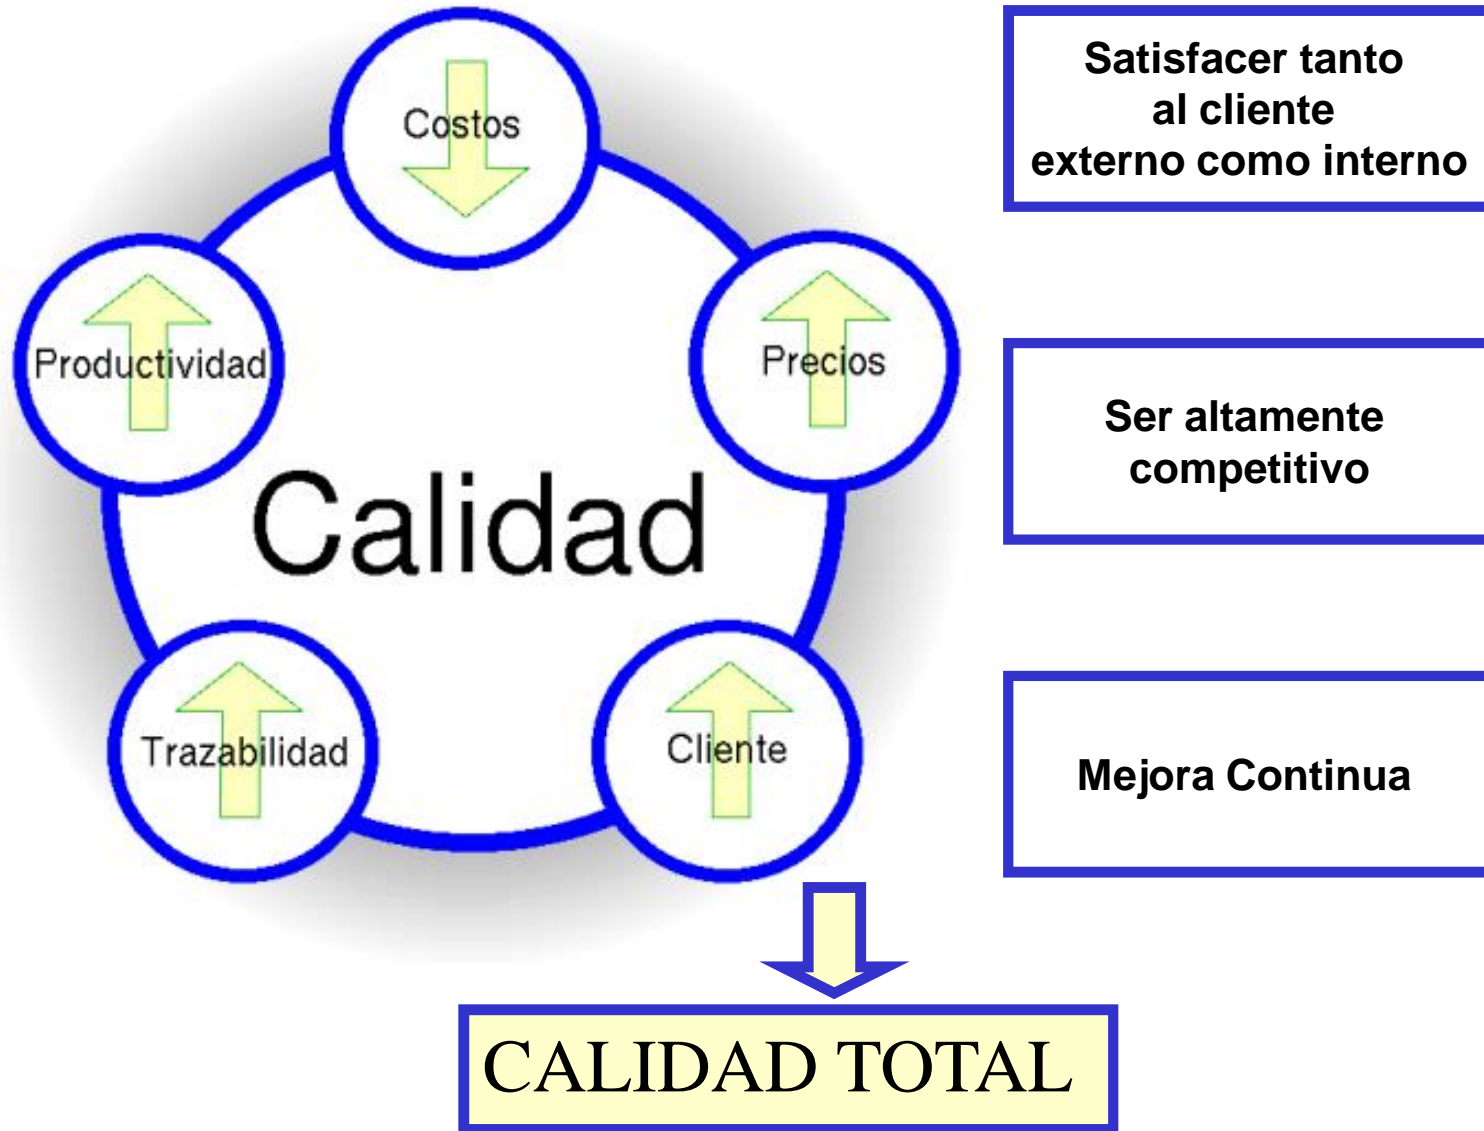 Costos
Productividad
Precios
Calidad
Trazabilidad
Cliente
Satisfacer tanto
al cliente
externo como interno
Ser altamente
competitivo
Mejora Continua
CALIDAD TOTAL